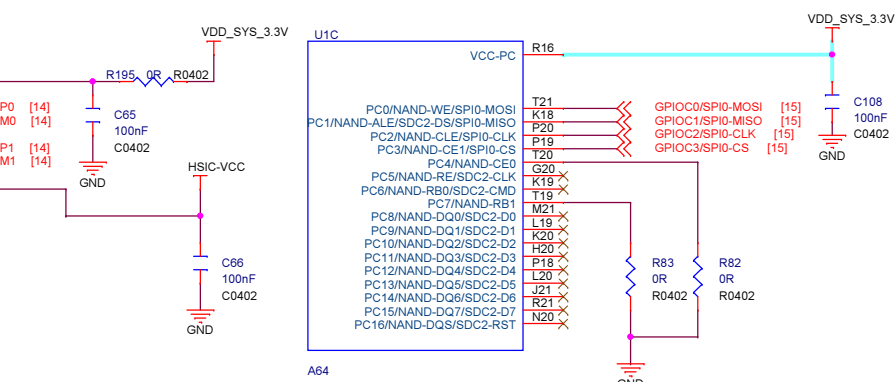 VDD_SYS_3.3V
R195 0R R0402
P0 [14]
M0 [14]
P1 [14]
M1 [14]
C65
100nF
C0402
GND
HSIC-VCC
C66
100nF
C0402
GND
U1C
VCC-PC R16
PC0/NAND-WE/SPI0-MOSI T21
PC1/NAND-ALE/SDC2-DS/SPI0-MISO K18
PC2/NAND-CLE/SPI0-CLK P20
PC3/NAND-CE1/SPI0-CS P19
PC4/NAND-CE0 T20
PC5/NAND-RE/SDC2-CLK G20
PC6/NAND-RB0/SDC2-CMD K19
PC7/NAND-RB1 T19
PC8/NAND-DQ0/SDC2-D0 M21
PC9/NAND-DQ1/SDC2-D1 L19
PC10/NAND-DQ2/SDC2-D2 K20
PC11/NAND-DQ3/SDC2-D3 H20
PC12/NAND-DQ4/SDC2-D4 P18
PC13/NAND-DQ5/SDC2-D5 L20
PC14/NAND-DQ6/SDC2-D6 J21
PC15/NAND-DQ7/SDC2-D7 R21
PC16/NAND-DQS/SDC2-RST N20
A64
GPIOC0/SPI0-MOSI [15]
GPIOC1/SPI0-MISO [15]
GPIOC2/SPI0-CLK [15]
GPIOC3/SPI0-CS [15]
R83
0R
R0402
R82
0R
R0402
GND
VDD_SYS_3.3V
C108
100nF
C0402
GND